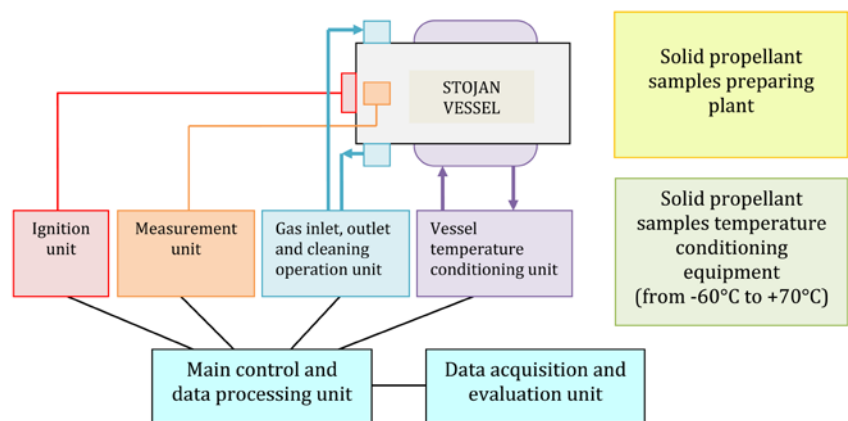 STOJAN
VESSEL
Solid propellant
samples preparing
plant
Ignition
unit
Measurement
unit
Gas inlet, outlet
and cleaning
operation unit
Vessel
temperature
conditioning unit
Solid propellant
samples temperature
conditioning
equipment
(from -60°C to +70°C)
Main control and
data processing unit
Data acquisition and
evaluation unit